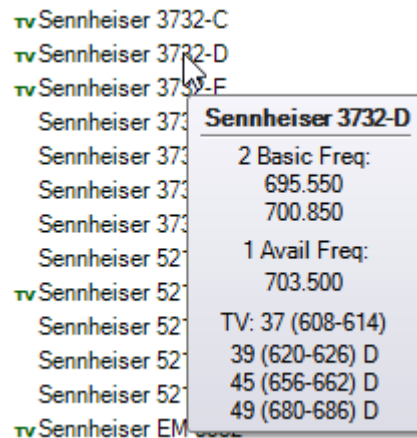 TV Sennheiser 3732-C
TV Sennheiser 3732-D
TV Sennheiser 3732-E
Sennheiser 373
Sennheiser 373
Sennheiser 373
Sennheiser 373
Sennheiser 521
TV Sennheiser 521
Sennheiser 521
Sennheiser 521
Sennheiser 521
TV Sennheiser EM
Sennheiser 3732-D
2 Basic Freq:
695.550
700.850
1 Avail Freq:
703.500
TV: 37 (608-614)
39 (620-626) D
45 (656-662) D
49 (680-686) D